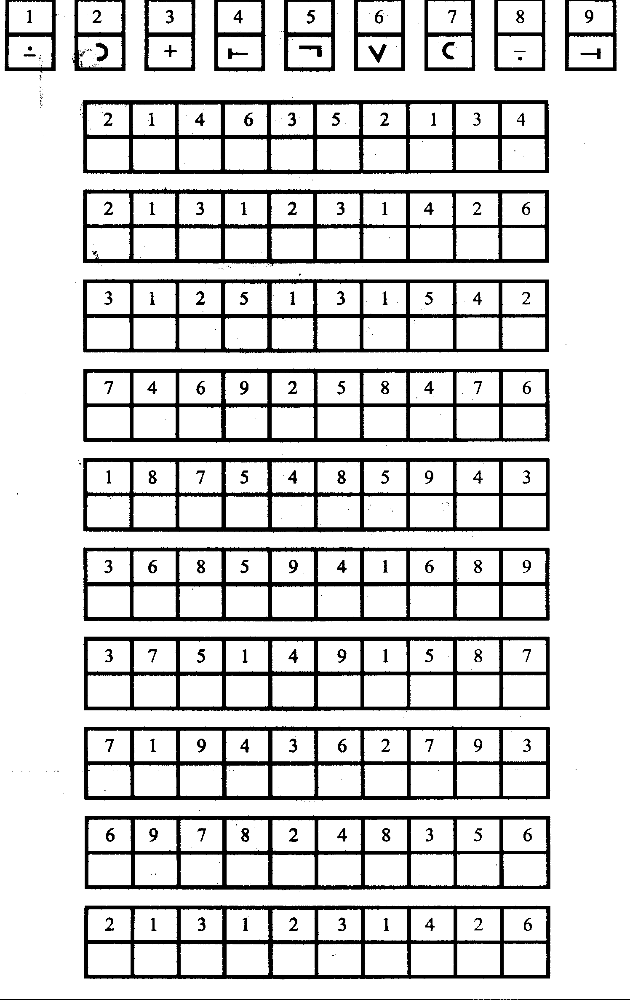 1 2 3 4 5 6 7 8 9
∸ ⊃ + ⊢ ¬ ∨ ⊂ ⨪ ⊣
2 1 4 6 3 5 2 1 3 4
2 1 3 1 2 3 1 4 2 6
3 1 2 5 1 3 1 5 4 2
7 4 6 9 2 5 8 4 7 6
1 8 7 5 4 8 5 9 4 3
3 6 8 5 9 4 1 6 8 9
3 7 5 1 4 9 1 5 8 7
7 1 9 4 3 6 2 7 9 3
6 9 7 8 2 4 8 3 5 6
2 1 3 1 2 3 1 4 2 6